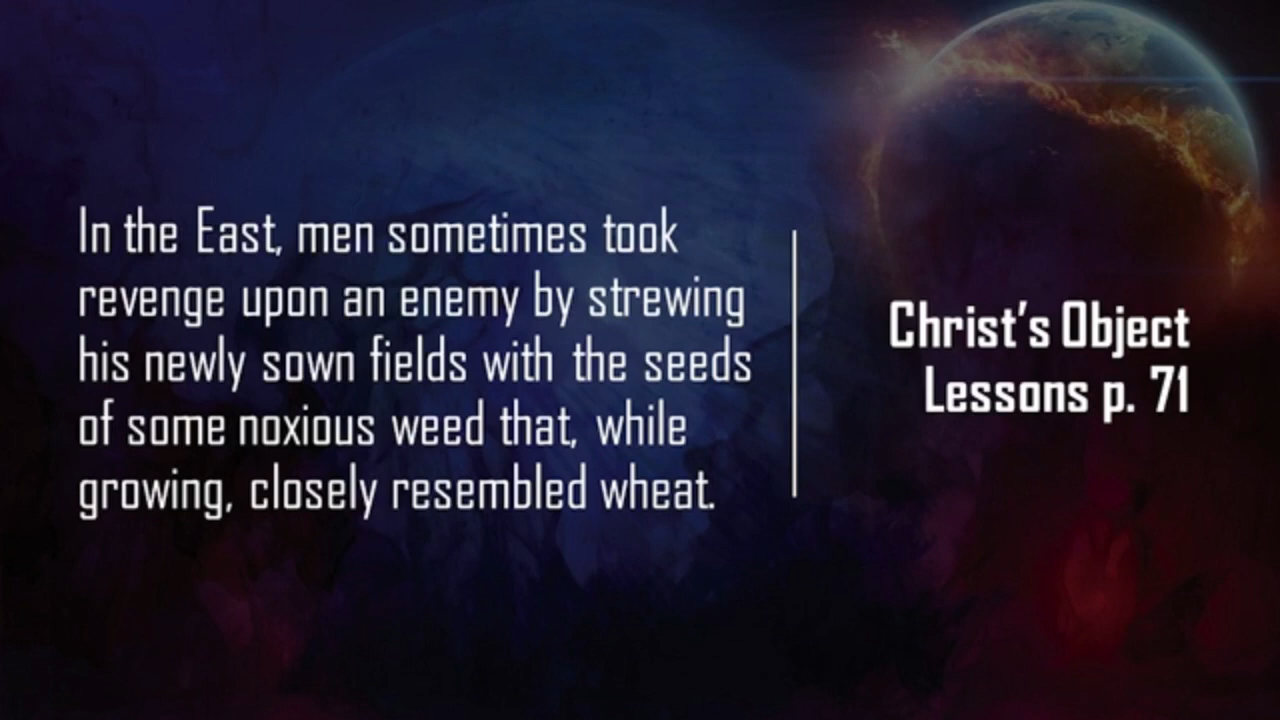 In the East, men sometimes took
revenge upon an enemy by strewing
his newly sown fields with the seeds
of some noxious weed that, while
growing, closely resembled wheat.
Christ's Object
Lessons p. 71